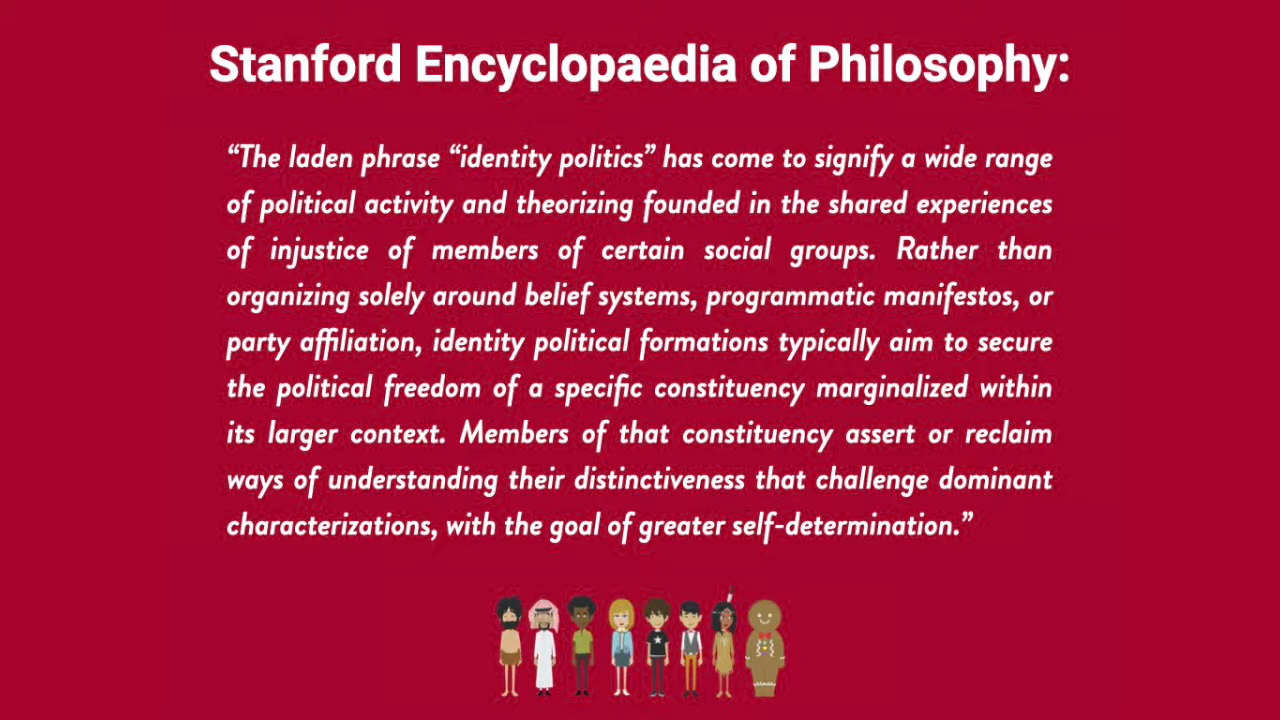 Stanford Encyclopaedia of Philosophy:
“The laden phrase “identity politics” has come to signify a wide range
of political activity and theorizing founded in the shared experiences
of injustice of members of certain social groups. Rather than
organizing solely around belief systems, programmatic manifestos, or
party affiliation, identity political formations typically aim to secure
the political freedom of a specific constituency marginalized within
its larger context. Members of that constituency assert or reclaim
ways of understanding their distinctiveness that challenge dominant
characterizations, with the goal of greater self-determination.”